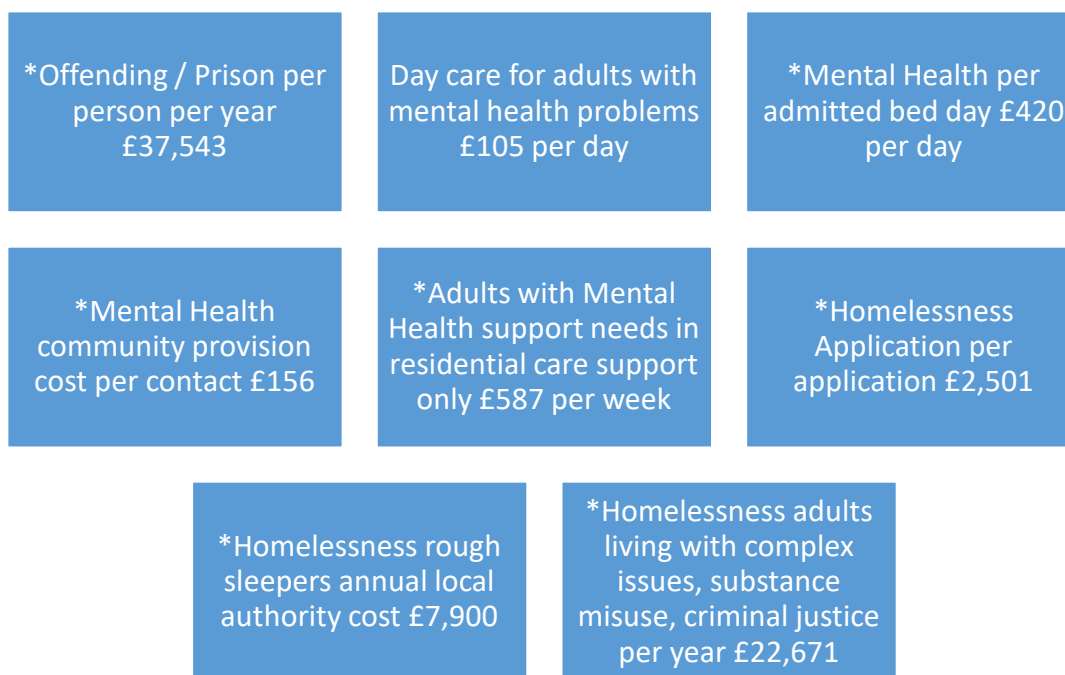 *Offending / Prison per
person per year
£37,543
Day care for adults with
mental health problems
£105 per day
*Mental Health per
admitted bed day £420
per day
*Mental Health
community provision
cost per contact £156
*Adults with Mental
Health support needs in
residential care support
only £587 per week
*Homelessness
Application per
application £2,501
*Homelessness rough
sleepers annual local
authority cost £7,900
*Homelessness adults
living with complex
issues, substance
misuse, criminal justice
per year £22,671